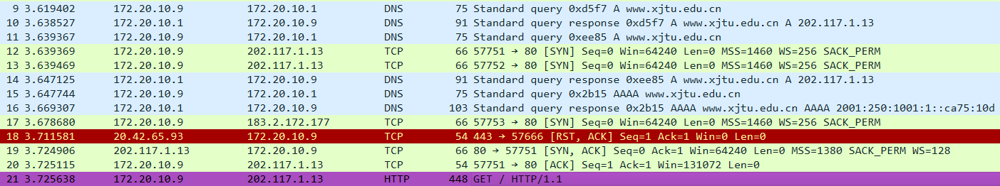 9 3.619402 172.20.10.9 172.20.10.1 DNS 75 Standard query 0xd5f7 A www.xjtu.edu.cn
10 3.638527 172.20.10.1 172.20.10.9 DNS 91 Standard query response 0xd5f7 A www.xjtu.edu.cn A 202.117.1.13
11 3.639367 172.20.10.9 172.20.10.1 DNS 75 Standard query 0xee85 A www.xjtu.edu.cn
12 3.639369 172.20.10.9 202.117.1.13 TCP 66 57751 → 80 [SYN] Seq=0 Win=64240 Len=0 MSS=1460 WS=256 SACK_PERM
13 3.639469 172.20.10.9 202.117.1.13 TCP 66 57752 → 80 [SYN] Seq=0 Win=64240 Len=0 MSS=1460 WS=256 SACK_PERM
14 3.647125 172.20.10.1 172.20.10.9 DNS 91 Standard query response 0xee85 A www.xjtu.edu.cn A 202.117.1.13
15 3.647744 172.20.10.9 172.20.10.1 DNS 75 Standard query 0x2b15 AAAA www.xjtu.edu.cn
16 3.669307 172.20.10.1 172.20.10.9 DNS 103 Standard query response 0x2b15 AAAA www.xjtu.edu.cn AAAA 2001:250:1001:1::ca75:10d
17 3.678680 172.20.10.9 183.2.172.177 TCP 66 57753 → 80 [SYN] Seq=0 Win=64240 Len=0 MSS=1460 WS=256 SACK_PERM
18 3.711581 20.42.65.93 172.20.10.9 TCP 54 443 → 57666 [RST, ACK] Seq=1 Ack=1 Win=0 Len=0
19 3.724906 202.117.1.13 172.20.10.9 TCP 66 80 → 57751 [SYN, ACK] Seq=0 Ack=1 Win=64240 Len=0 MSS=1380 SACK_PERM WS=128
20 3.725115 172.20.10.9 202.117.1.13 TCP 54 57751 → 80 [ACK] Seq=1 Ack=1 Win=131072 Len=0
21 3.725638 172.20.10.9 202.117.1.13 HTTP 448 GET / HTTP/1.1